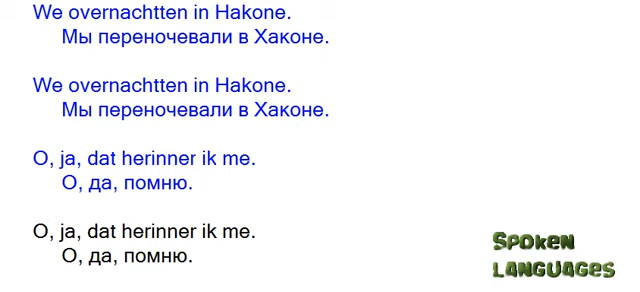 We overnachtten in Hakone.
Мы переночевали в Хаконе.
We overnachtten in Hakone.
Мы переночевали в Хаконе.
O, ja, dat herinner ik me.
О, да, помню.
O, ja, dat herinner ik me.
О, да, помню.
SPOKEN
LANGUAGES